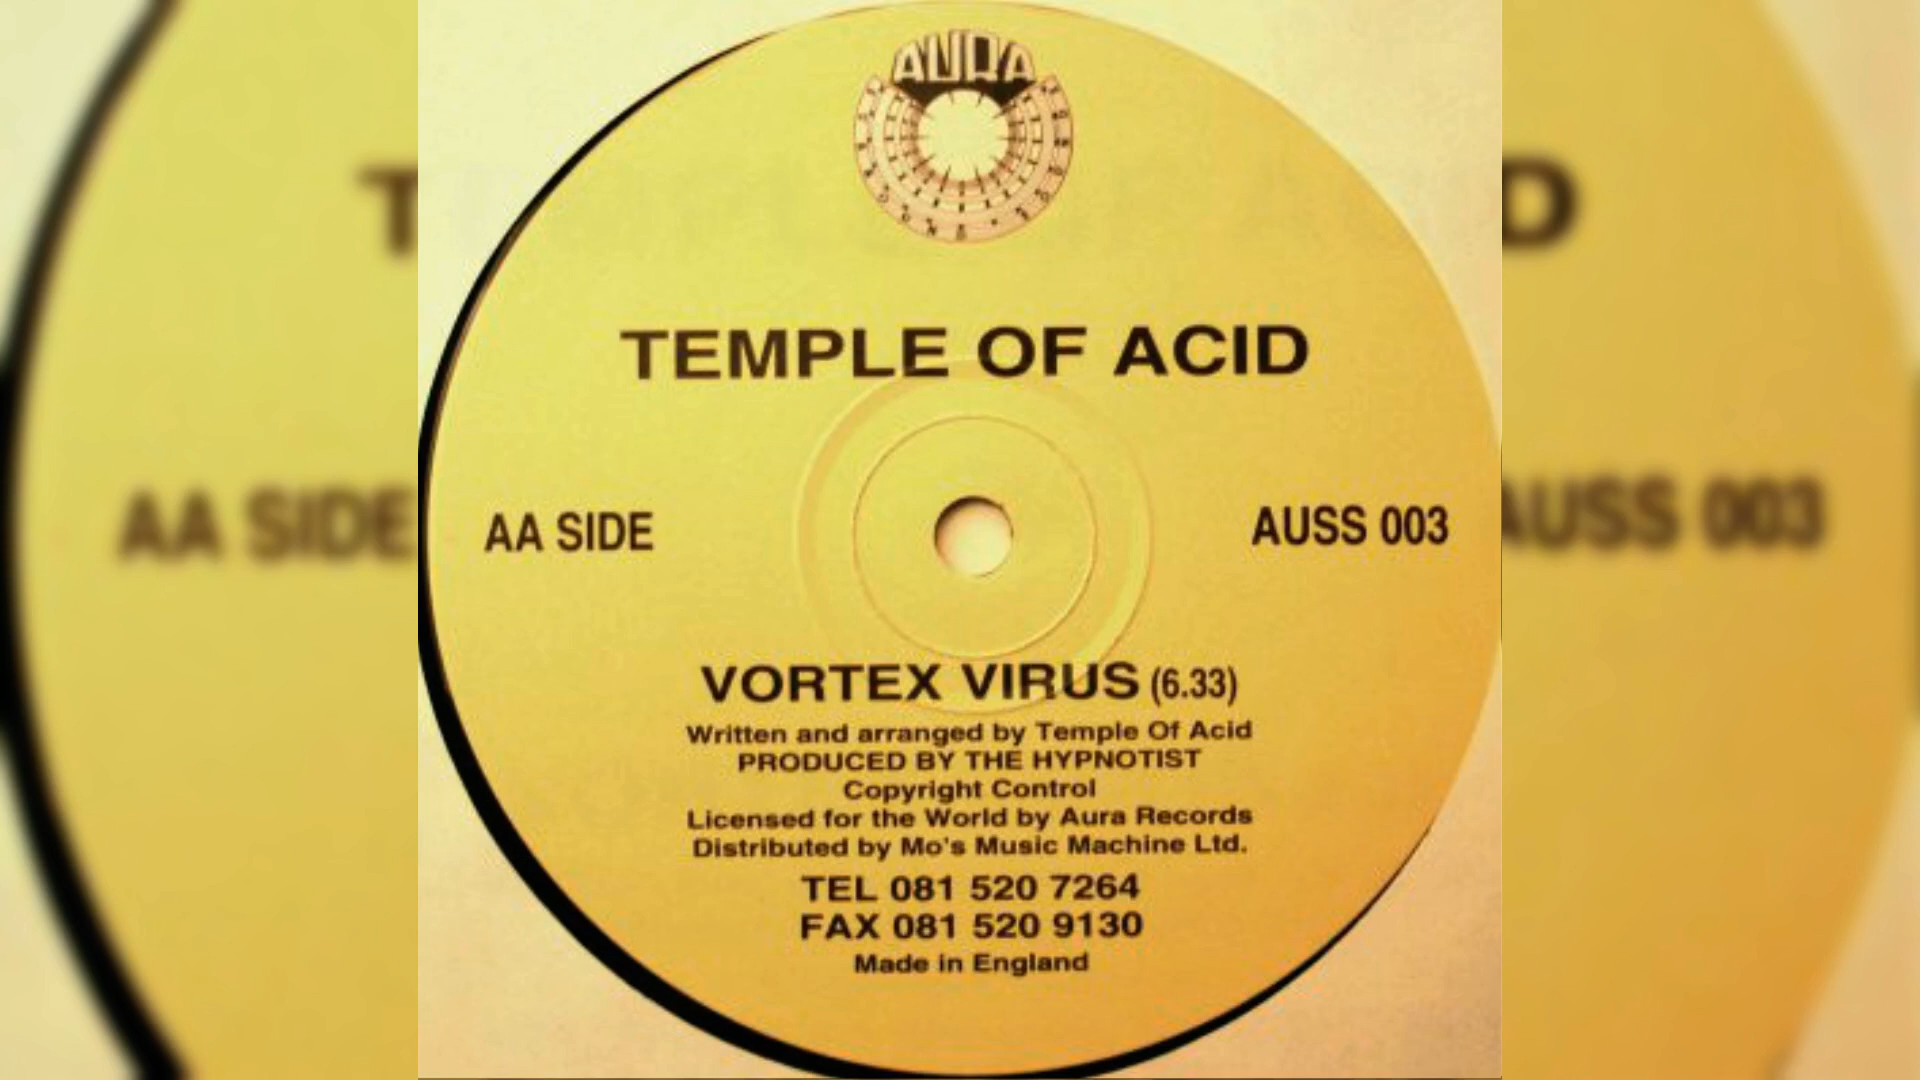 AURA
TEMPLE OF ACID
AA SIDE
AUSS 003
VORTEX VIRUS (6.33)
Written and arranged by Temple Of Acid
PRODUCED BY THE HYPNOTIST
Copyright Control
Licensed for the World by Aura Records
Distributed by Mo's Music Machine Ltd.
TEL 081 520 7264
FAX 081 520 9130
Made in England